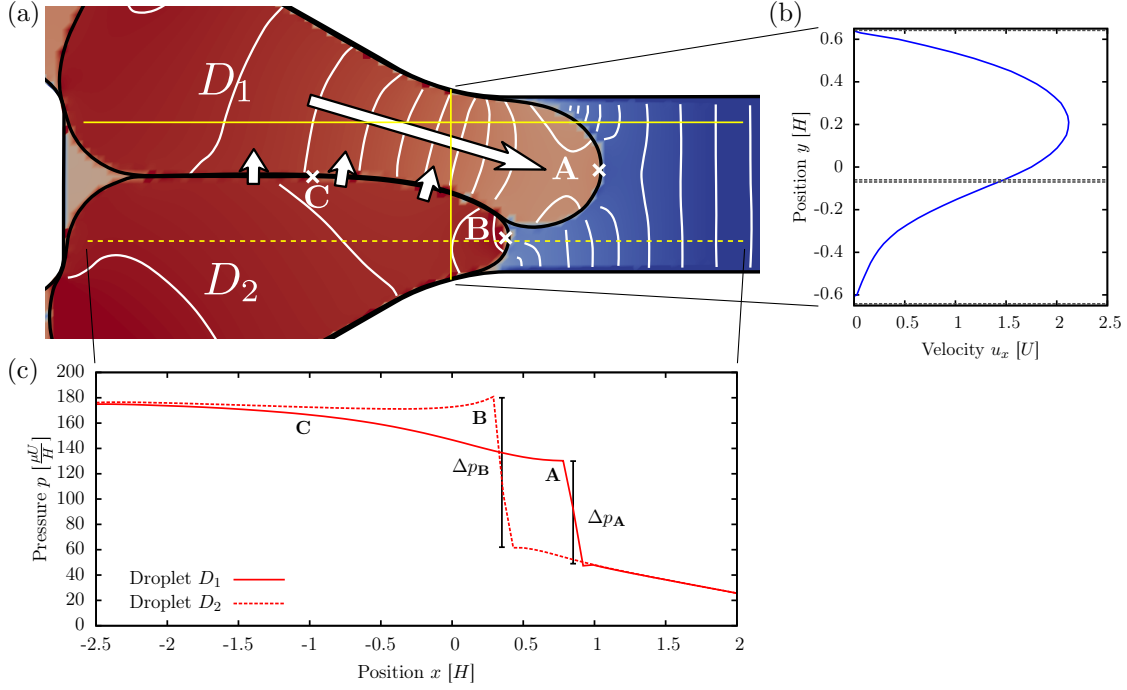 (a)
D₁
A
C
B
D₂
(b)
0.6
0.4
0.2
0
-0.2
-0.4
-0.6
Position y [H]
0 0.5 1 1.5 2 2.5
Velocity uₓ [U]
(c)
200
180
160
140
120
100
80
60
40
20
0
Pressure p [μU/H]
B
C
Δp_B
A
Δp_A
Droplet D₁
Droplet D₂
-2.5 -2 -1.5 -1 -0.5 0 0.5 1 1.5 2
Position x [H]